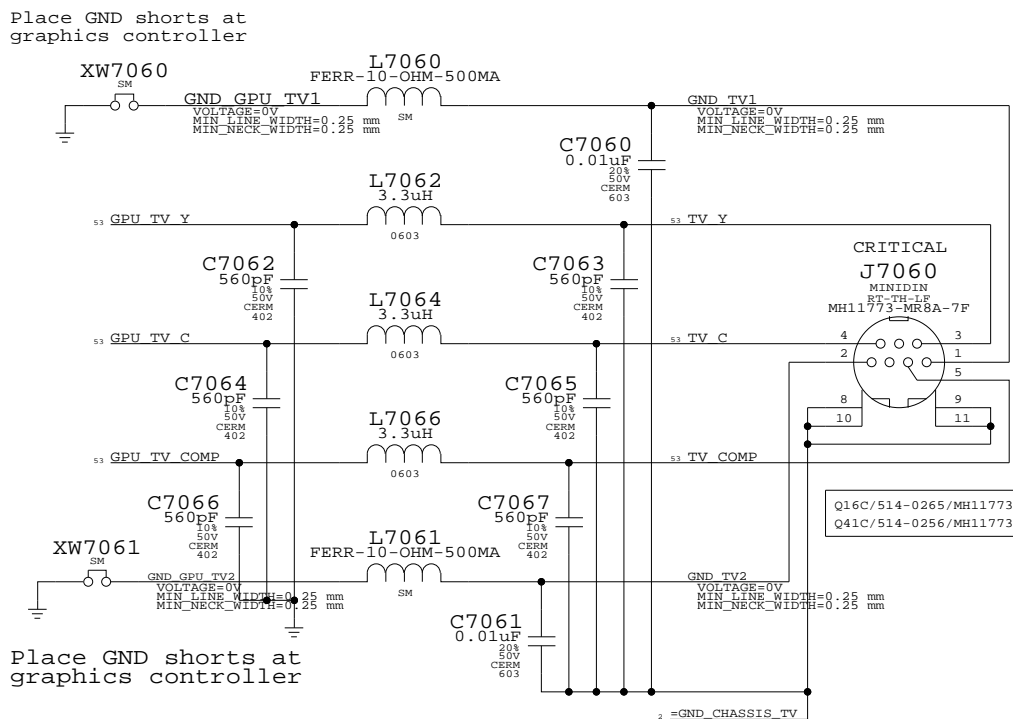 Place GND shorts at
graphics controller
XW7060
SM
GND_GPU_TV1
VOLTAGE=0V
MIN_LINE_WIDTH=0.25 mm
MIN_NECK_WIDTH=0.25 mm
L7060
FERR-10-OHM-500MA
SM
GND_TV1
VOLTAGE=0V
MIN_LINE_WIDTH=0.25 mm
MIN_NECK_WIDTH=0.25 mm
C7060
0.01uF
20%
50V
CERM
603
53 GPU_TV_Y
L7062
3.3uH
0603
53 TV_Y
C7062
560pF
10%
50V
CERM
402
C7063
560pF
10%
50V
CERM
402
CRITICAL
J7060
MINIDIN
RT-TH-LF
MH11773-MR8A-7F
4 3
2 1
5
8 9
10 11
53 GPU_TV_C
L7064
3.3uH
0603
53 TV_C
C7064
560pF
10%
50V
CERM
402
C7065
560pF
10%
50V
CERM
402
53 GPU_TV_COMP
L7066
3.3uH
0603
53 TV_COMP
C7066
560pF
10%
50V
CERM
402
C7067
560pF
10%
50V
CERM
402
Q16C/514-0265/MH11773
Q41C/514-0256/MH11773
XW7061
SM
GND_GPU_TV2
VOLTAGE=0V
MIN_LINE_WIDTH=0.25 mm
MIN_NECK_WIDTH=0.25 mm
L7061
FERR-10-OHM-500MA
SM
GND_TV2
VOLTAGE=0V
MIN_LINE_WIDTH=0.25 mm
MIN_NECK_WIDTH=0.25 mm
C7061
0.01uF
20%
50V
CERM
603
Place GND shorts at
graphics controller
2 =GND_CHASSIS_TV